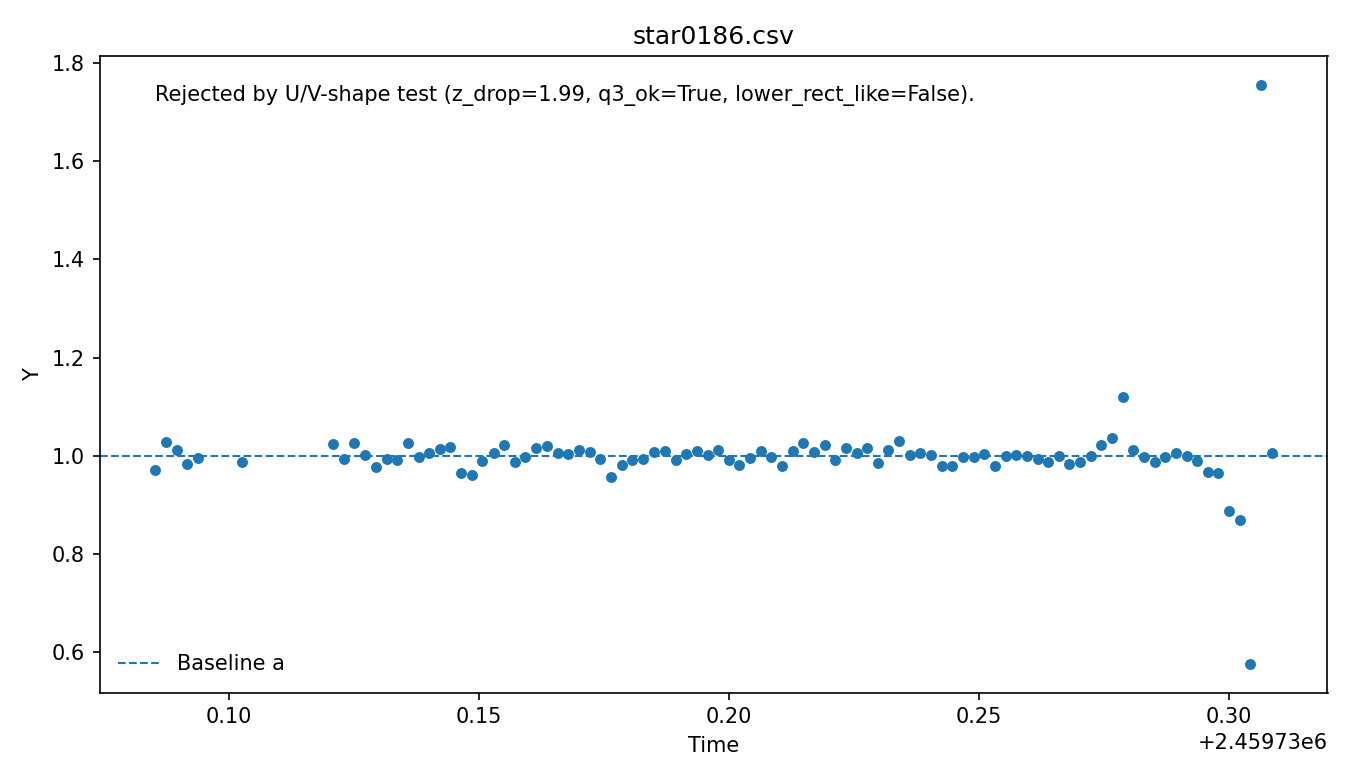 star0186.csv
Rejected by U/V-shape test (z_drop=1.99, q3_ok=True, lower_rect_like=False).
1.8
1.6
1.4
1.2
1.0
0.8
0.6
Y
Baseline a
0.10
0.15
0.20
0.25
0.30
Time
+2.45973e6